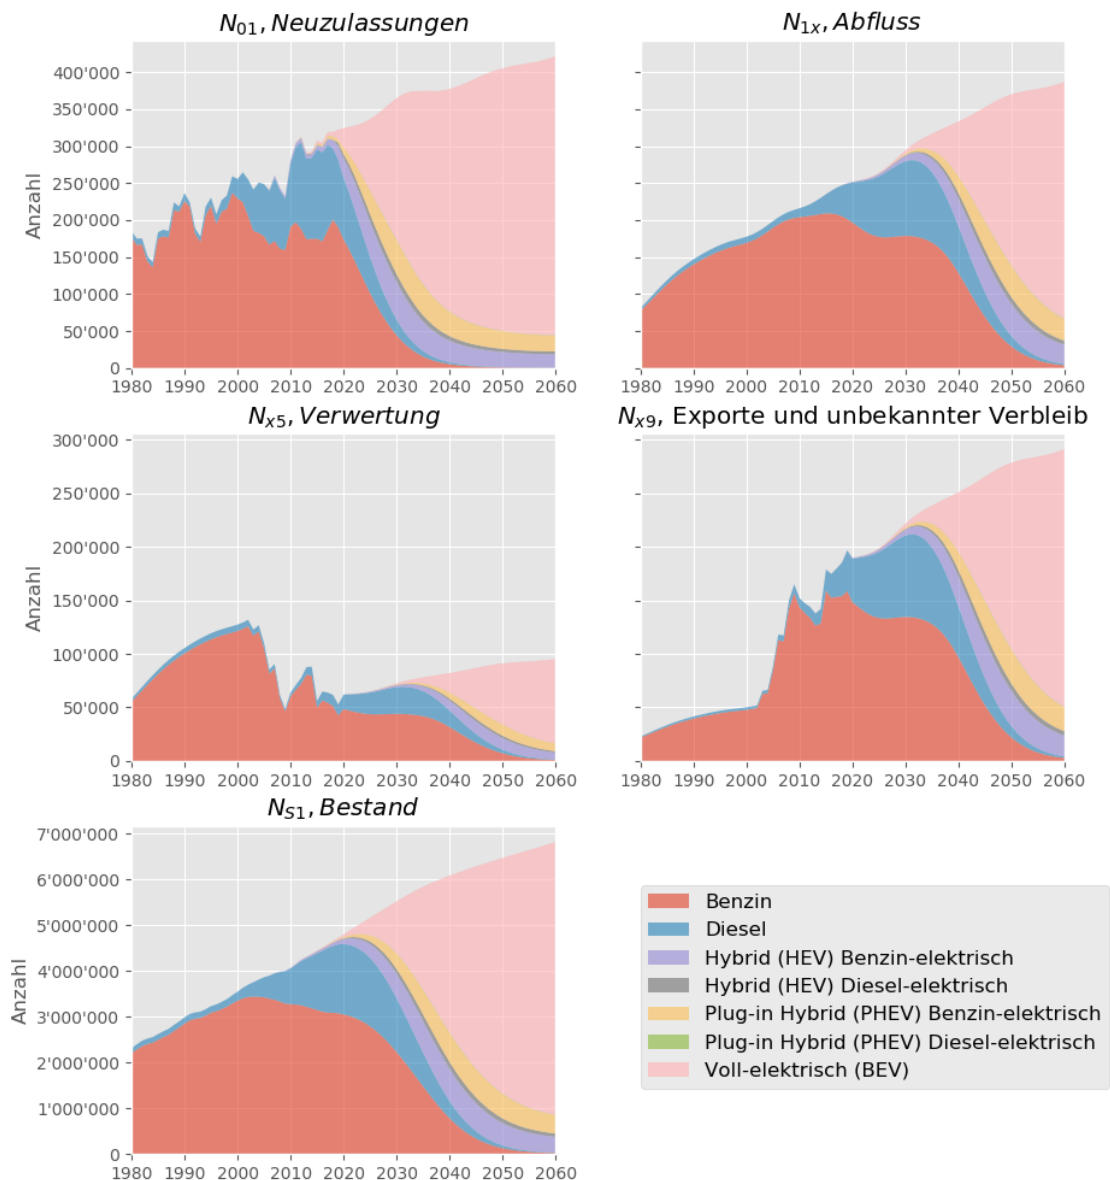 N01, Neuzulassungen
N1x, Abfluss
Anzahl
400'000
350'000
300'000
250'000
200'000
150'000
100'000
50'000
0
1980 1990 2000 2010 2020 2030 2040 2050 2060
1980 1990 2000 2010 2020 2030 2040 2050 2060
Nx5, Verwertung
Nx9, Exporte und unbekannter Verbleib
Anzahl
300'000
250'000
200'000
150'000
100'000
50'000
0
1980 1990 2000 2010 2020 2030 2040 2050 2060
1980 1990 2000 2010 2020 2030 2040 2050 2060
NS1, Bestand
Anzahl
7'000'000
6'000'000
5'000'000
4'000'000
3'000'000
2'000'000
1'000'000
0
1980 1990 2000 2010 2020 2030 2040 2050 2060
Benzin
Diesel
Hybrid (HEV) Benzin-elektrisch
Hybrid (HEV) Diesel-elektrisch
Plug-in Hybrid (PHEV) Benzin-elektrisch
Plug-in Hybrid (PHEV) Diesel-elektrisch
Voll-elektrisch (BEV)